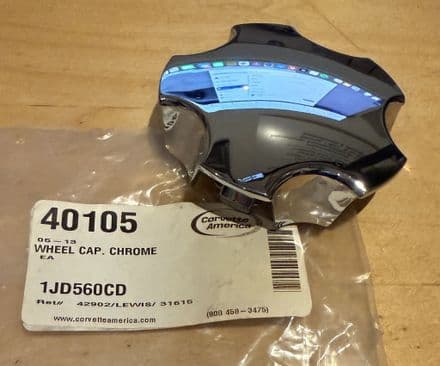 40105
05 - 13
WHEEL CAP. CHROME
EA
Corvette
America
1JD560CD
Ref# 42902/LEWIS/ 31615
www.corvetteamerica.com
(800 458-3475)